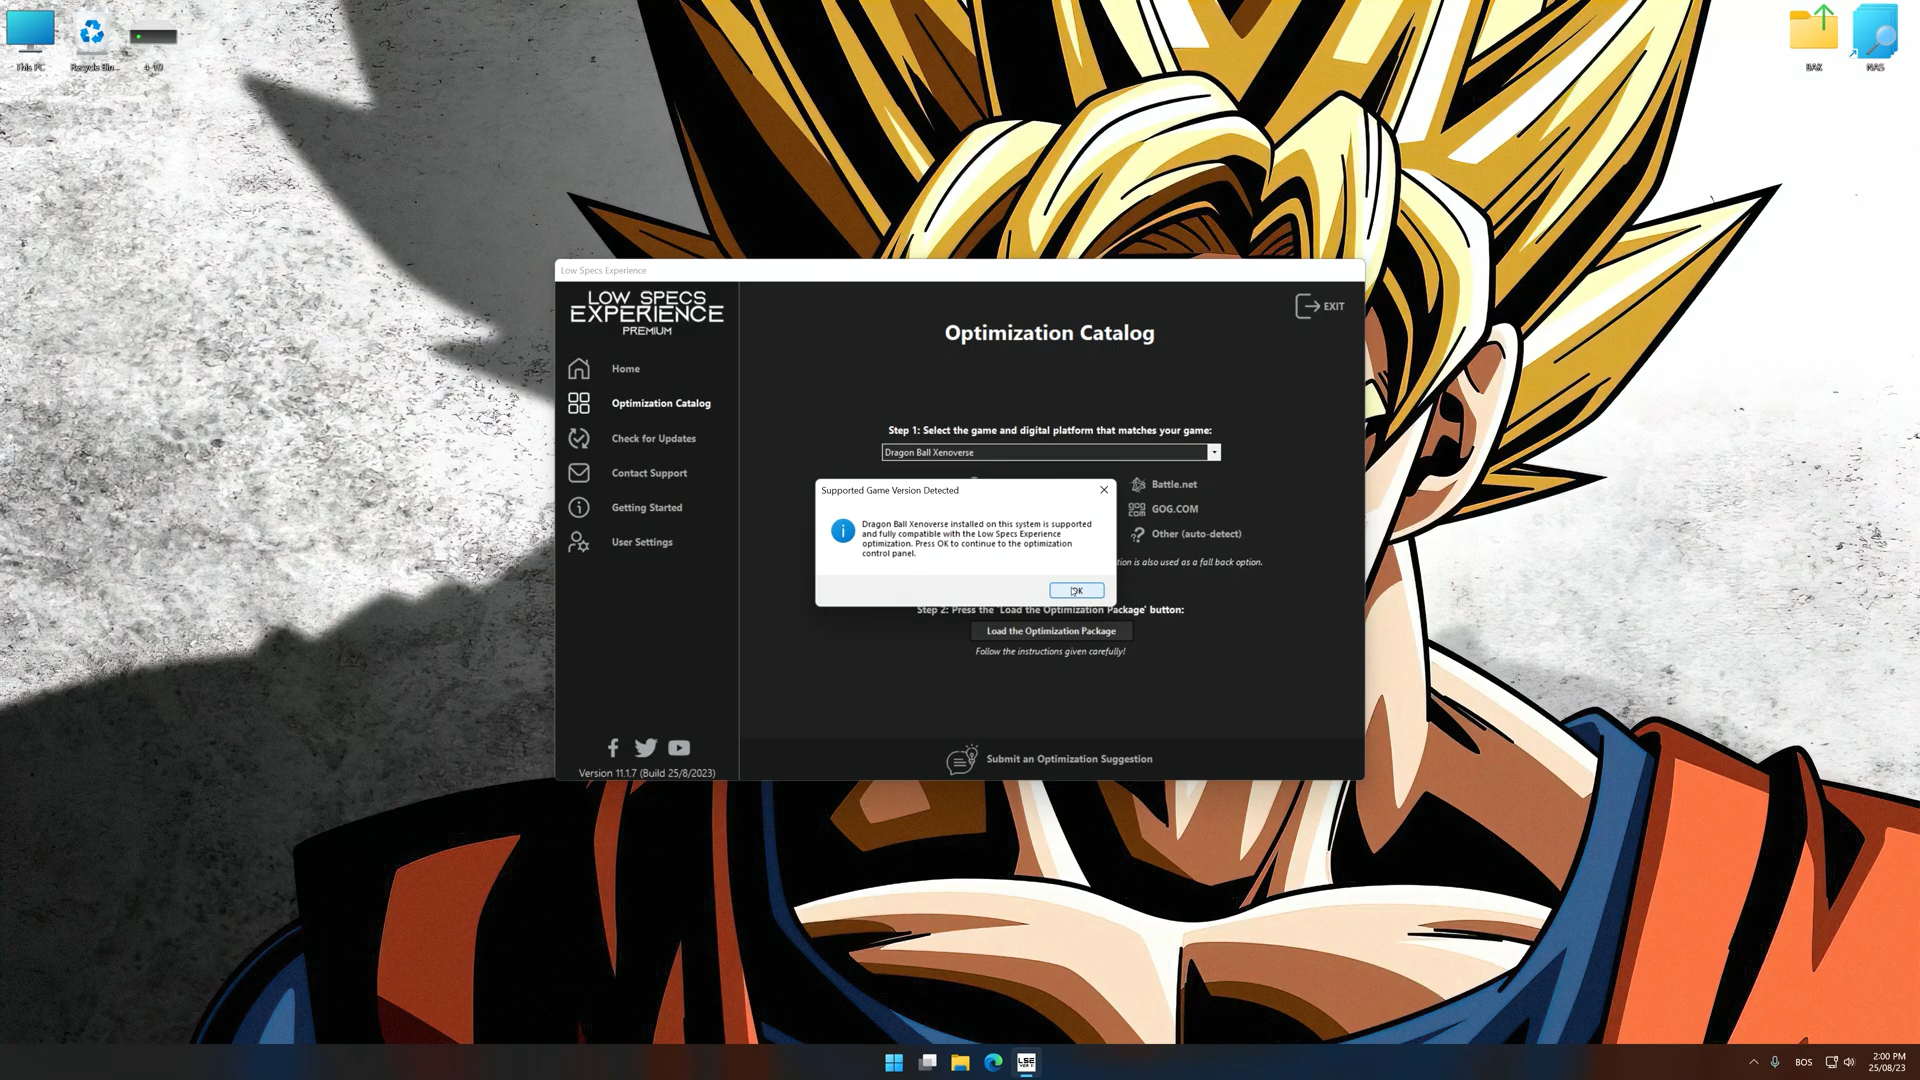 This PC
Recycle Bin
4-10
BAK
NAS
Low Specs Experience
LOW SPECS
EXPERIENCE
PREMIUM
EXIT
Optimization Catalog
Home
Optimization Catalog
Check for Updates
Contact Support
Getting Started
User Settings
Step 1: Select the game and digital platform that matches your game:
Dragon Ball Xenoverse
Battle.net
GOG.COM
Other (auto-detect)
tion is also used as a fall back option.
Supported Game Version Detected
Dragon Ball Xenoverse installed on this system is supported
and fully compatible with the Low Specs Experience
optimization. Press OK to continue to the optimization
control panel.
OK
Step 2: Press the 'Load the Optimization Package' button:
Load the Optimization Package
Follow the instructions given carefully!
Submit an Optimization Suggestion
Version 11.1.7 (Build 25/8/2023)
LSE
BOS
2:00 PM
25/08/23